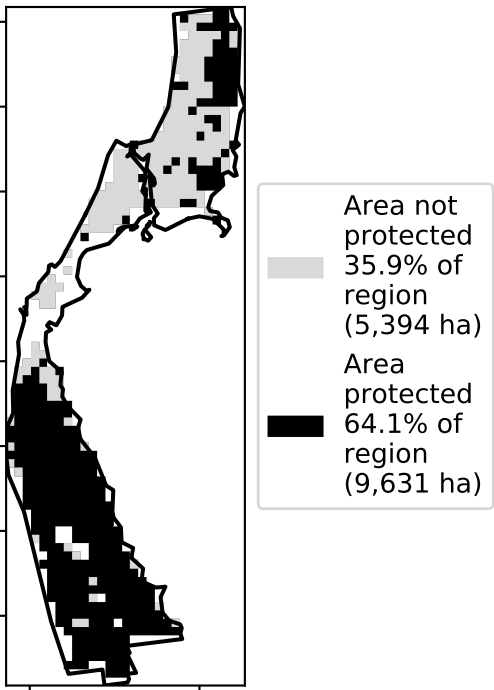 Area not
protected
35.9% of
region
(5,394 ha)
Area
protected
64.1% of
region
(9,631 ha)